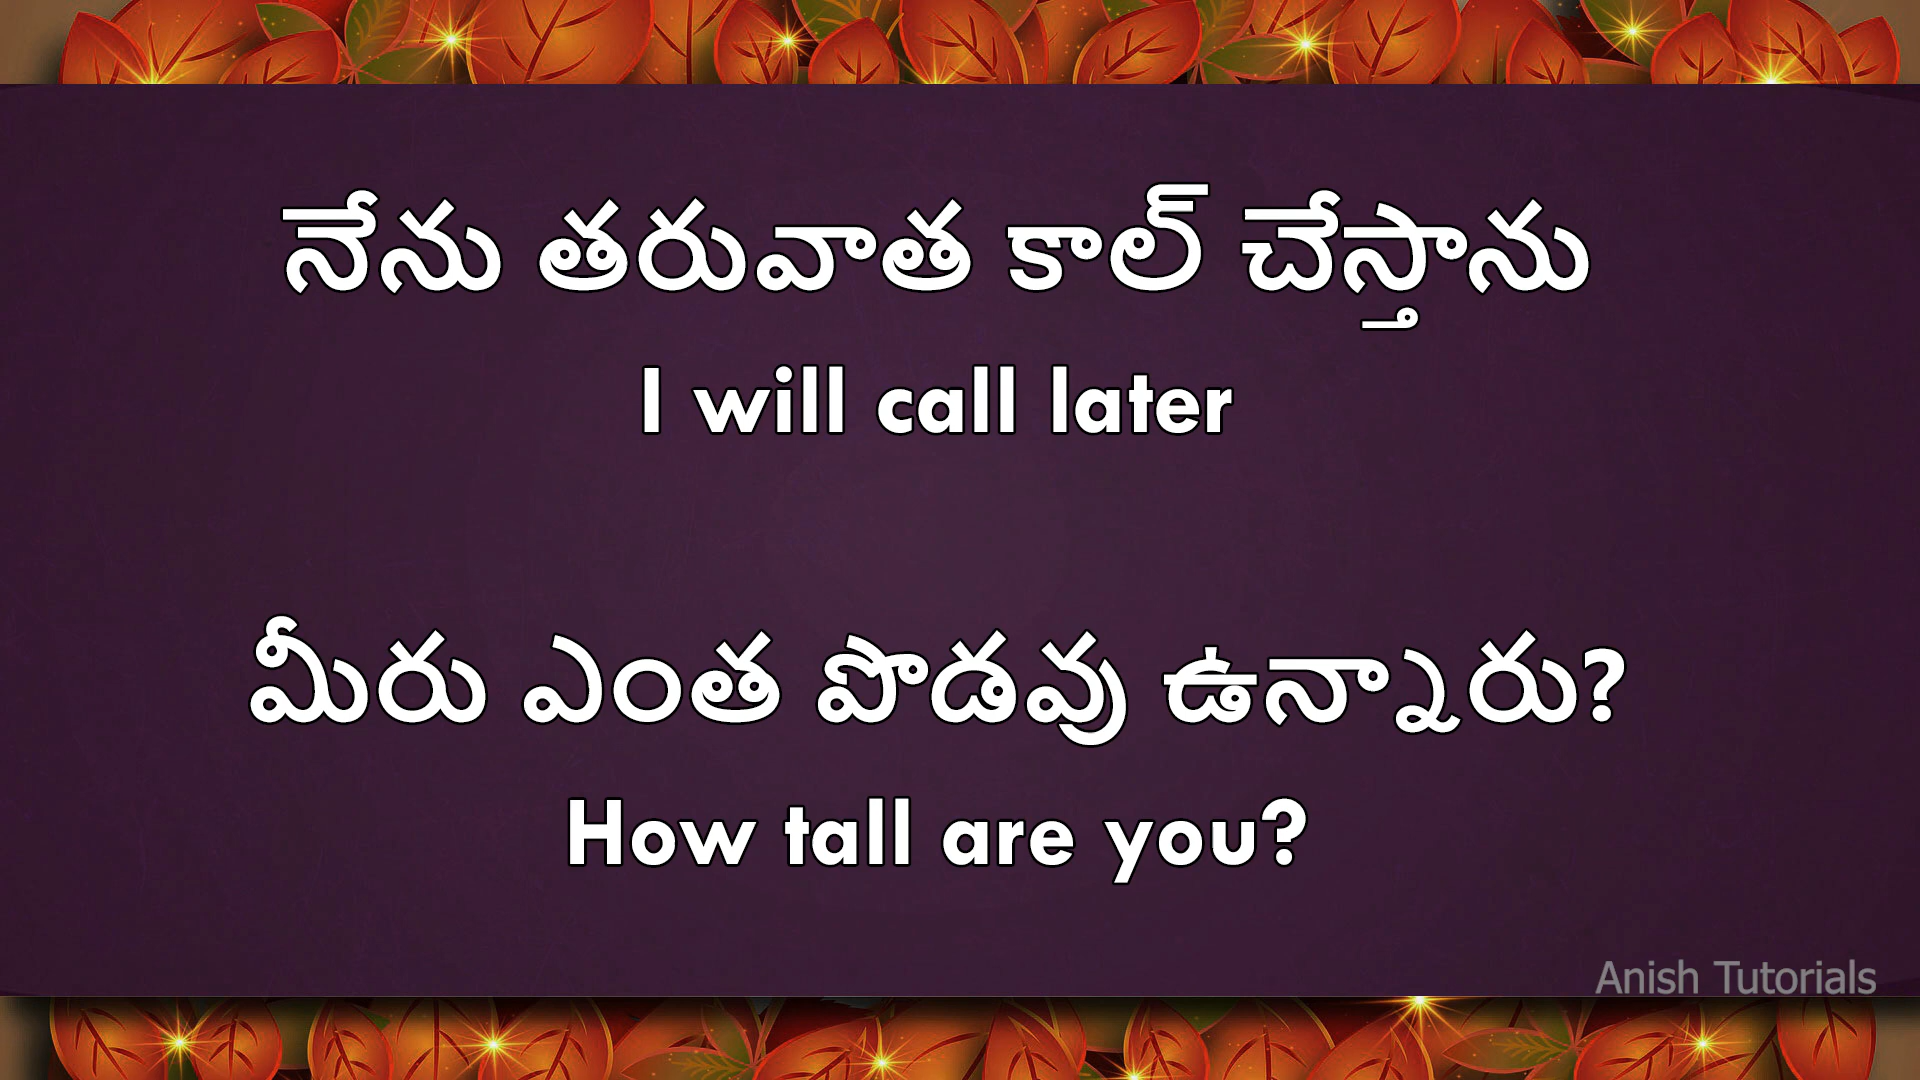 నేను తరువాత కాల్ చేస్తాను
I will call later
మీరు ఎంత పొడవు ఉన్నారు?
How tall are you?
Anish Tutorials